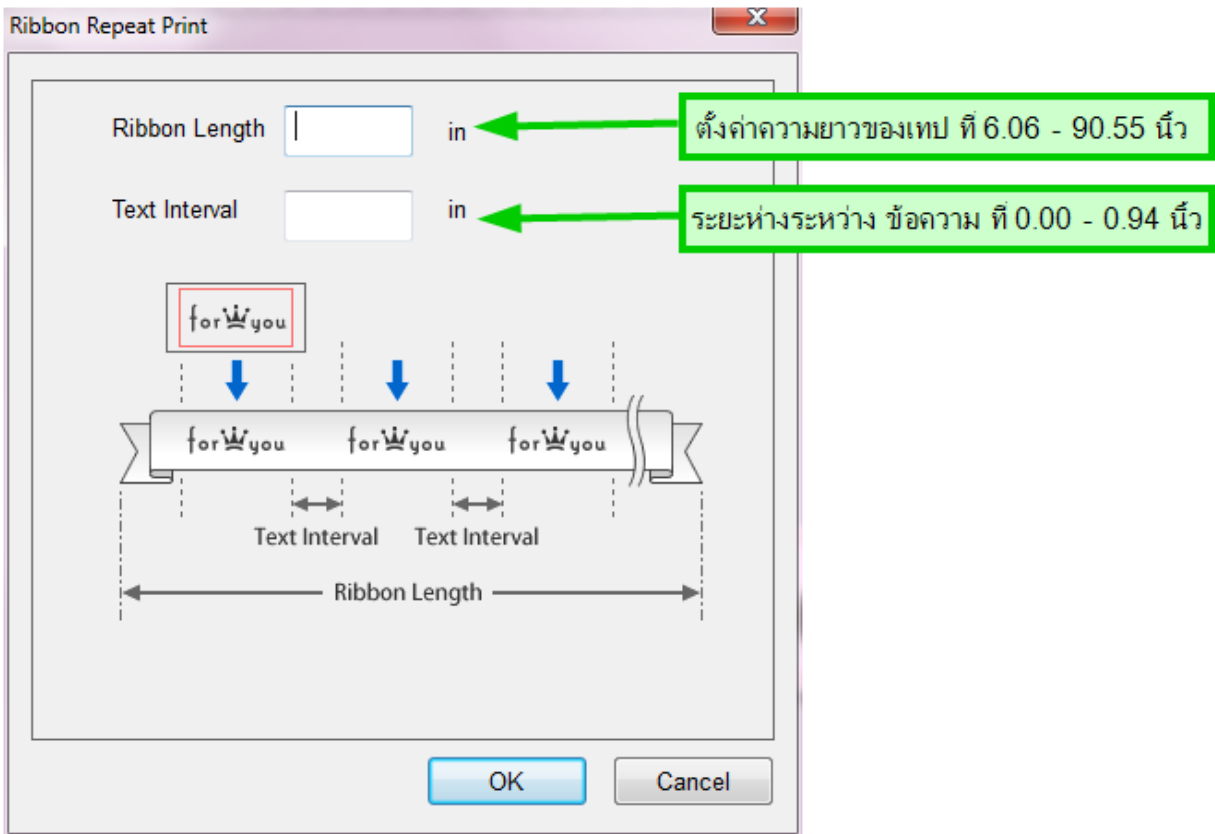 Ribbon Repeat Print
x
Ribbon Length in
ตั้งค่าความยาวของเทป ที่ 6.06 - 90.55 นิ้ว
Text Interval in
ระยะห่างระหว่าง ข้อความ ที่ 0.00 - 0.94 นิ้ว
for you
for you for you for you
Text Interval Text Interval
Ribbon Length
OK Cancel